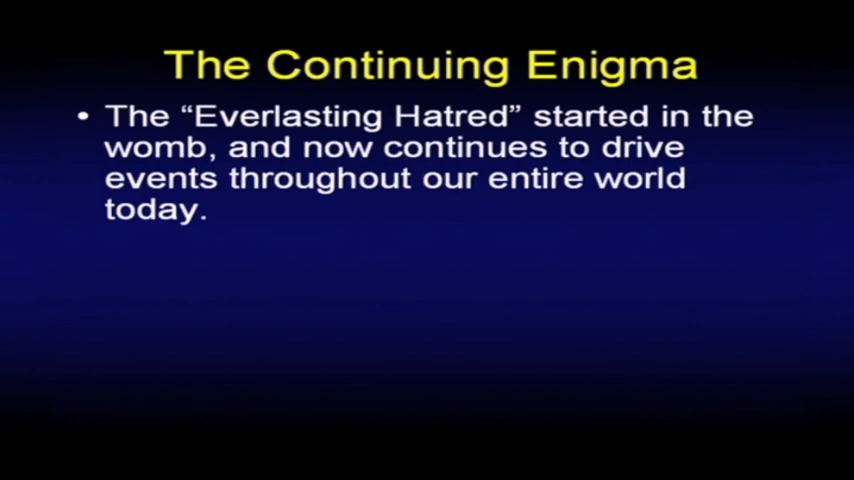 The Continuing Enigma
• The “Everlasting Hatred” started in the
womb, and now continues to drive
events throughout our entire world
today.